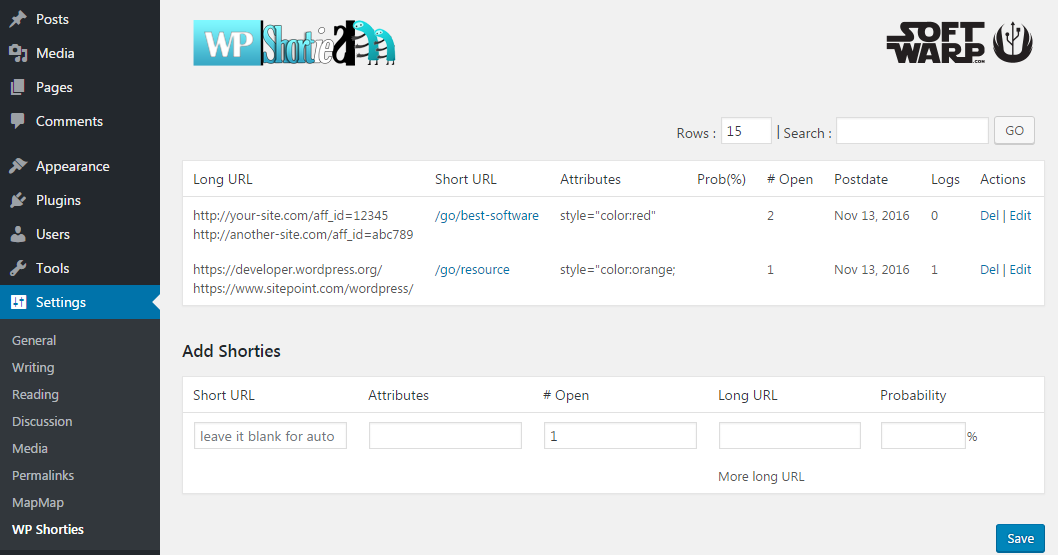 Posts
Media
Pages
Comments
Appearance
Plugins
Users
Tools
Settings
General
Writing
Reading
Discussion
Media
Permalinks
MapMap
WP Shorties
WP Shorties
SOFT
WARP.COM
Rows : 15 | Search : GO
Long URL Short URL Attributes Prob(%) # Open Postdate Logs Actions
http://your-site.com/aff_id=12345 /go/best-software style="color:red" 2 Nov 13, 2016 0 Del | Edit
http://another-site.com/aff_id=abc789
https://developer.wordpress.org/ /go/resource style="color:orange; 1 Nov 13, 2016 1 Del | Edit
https://www.sitepoint.com/wordpress/
Add Shorties
Short URL Attributes # Open Long URL Probability
leave it blank for auto 1 %
More long URL
Save